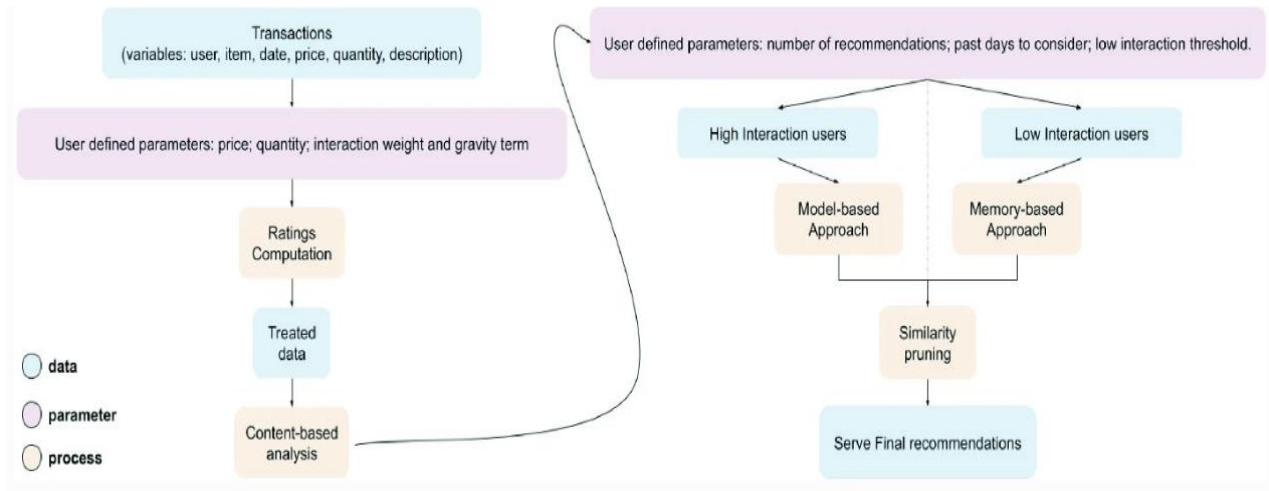 Transactions
(variables: user, item, date, price, quantity, description)
User defined parameters: price; quantity; interaction weight and gravity term
Ratings
Computation
Treated
data
Content-based
analysis
data
parameter
process
User defined parameters: number of recommendations; past days to consider; low interaction threshold.
High Interaction users
Low Interaction users
Model-based
Approach
Memory-based
Approach
Similarity
pruning
Serve Final recommendations